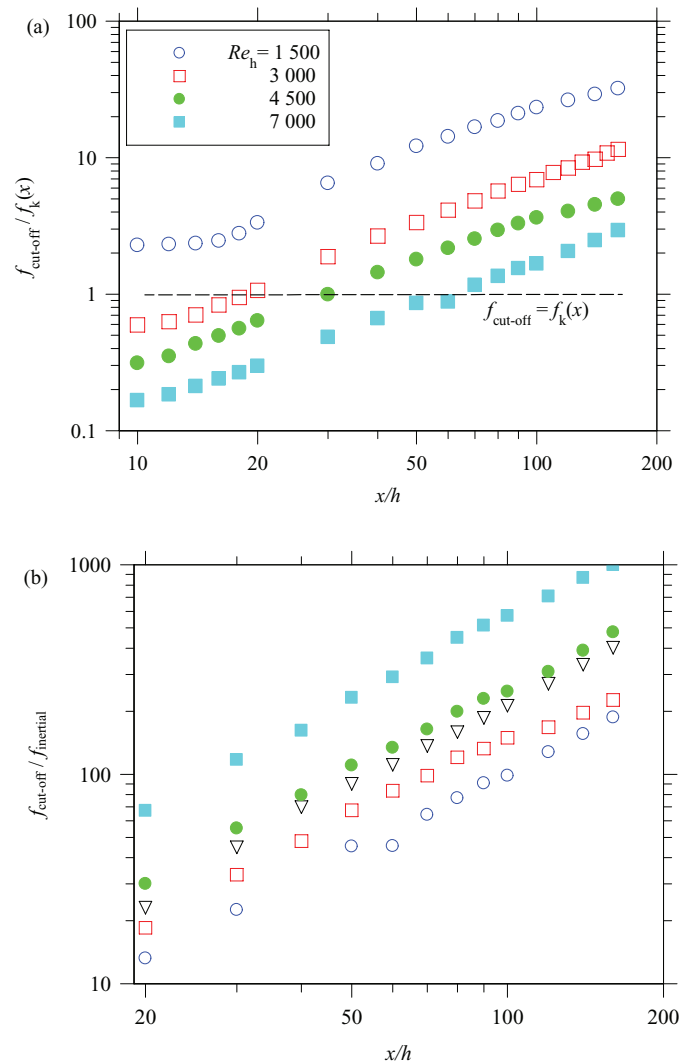 (a)
100
10
1
0.1
f_cut-off / f_k(x)
Re_h = 1 500
3 000
4 500
7 000
f_cut-off = f_k(x)
10 20 50 100 200
x/h
(b)
1000
100
10
f_cut-off / f_inertial
20 50 100 200
x/h